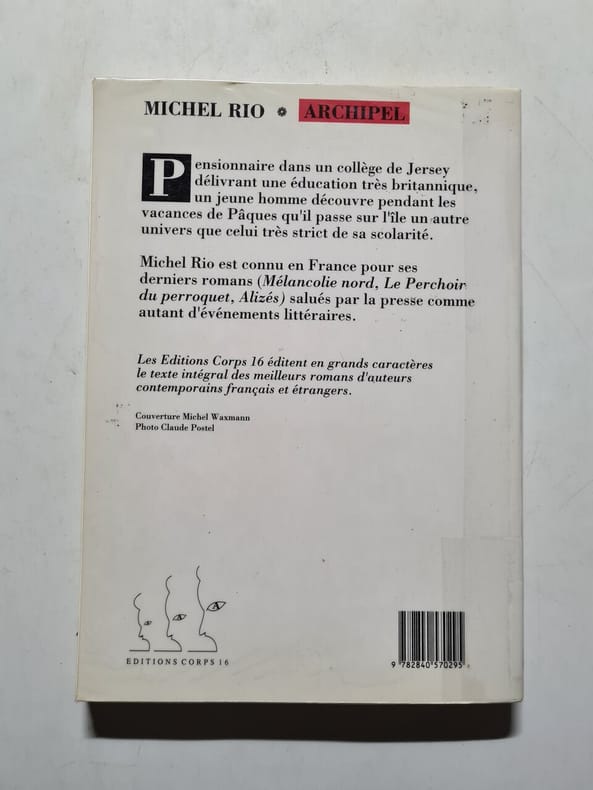 MICHEL RIO ❁ ARCHIPEL
Pensionnaire dans un collège de Jersey
délivrant une éducation très britannique,
un jeune homme découvre pendant les
vacances de Pâques qu'il passe sur l'île un autre
univers que celui très strict de sa scolarité.
Michel Rio est connu en France pour ses
derniers romans (Mélancolie nord, Le Perchoir
du perroquet, Alizés) salués par la presse comme
autant d'événements littéraires.
Les Editions Corps 16 éditent en grands caractères
le texte intégral des meilleurs romans d'auteurs
contemporains français et étrangers.
Couverture Michel Waxmann
Photo Claude Postel
A
A
EDITIONS CORPS 16
9 782840 570295